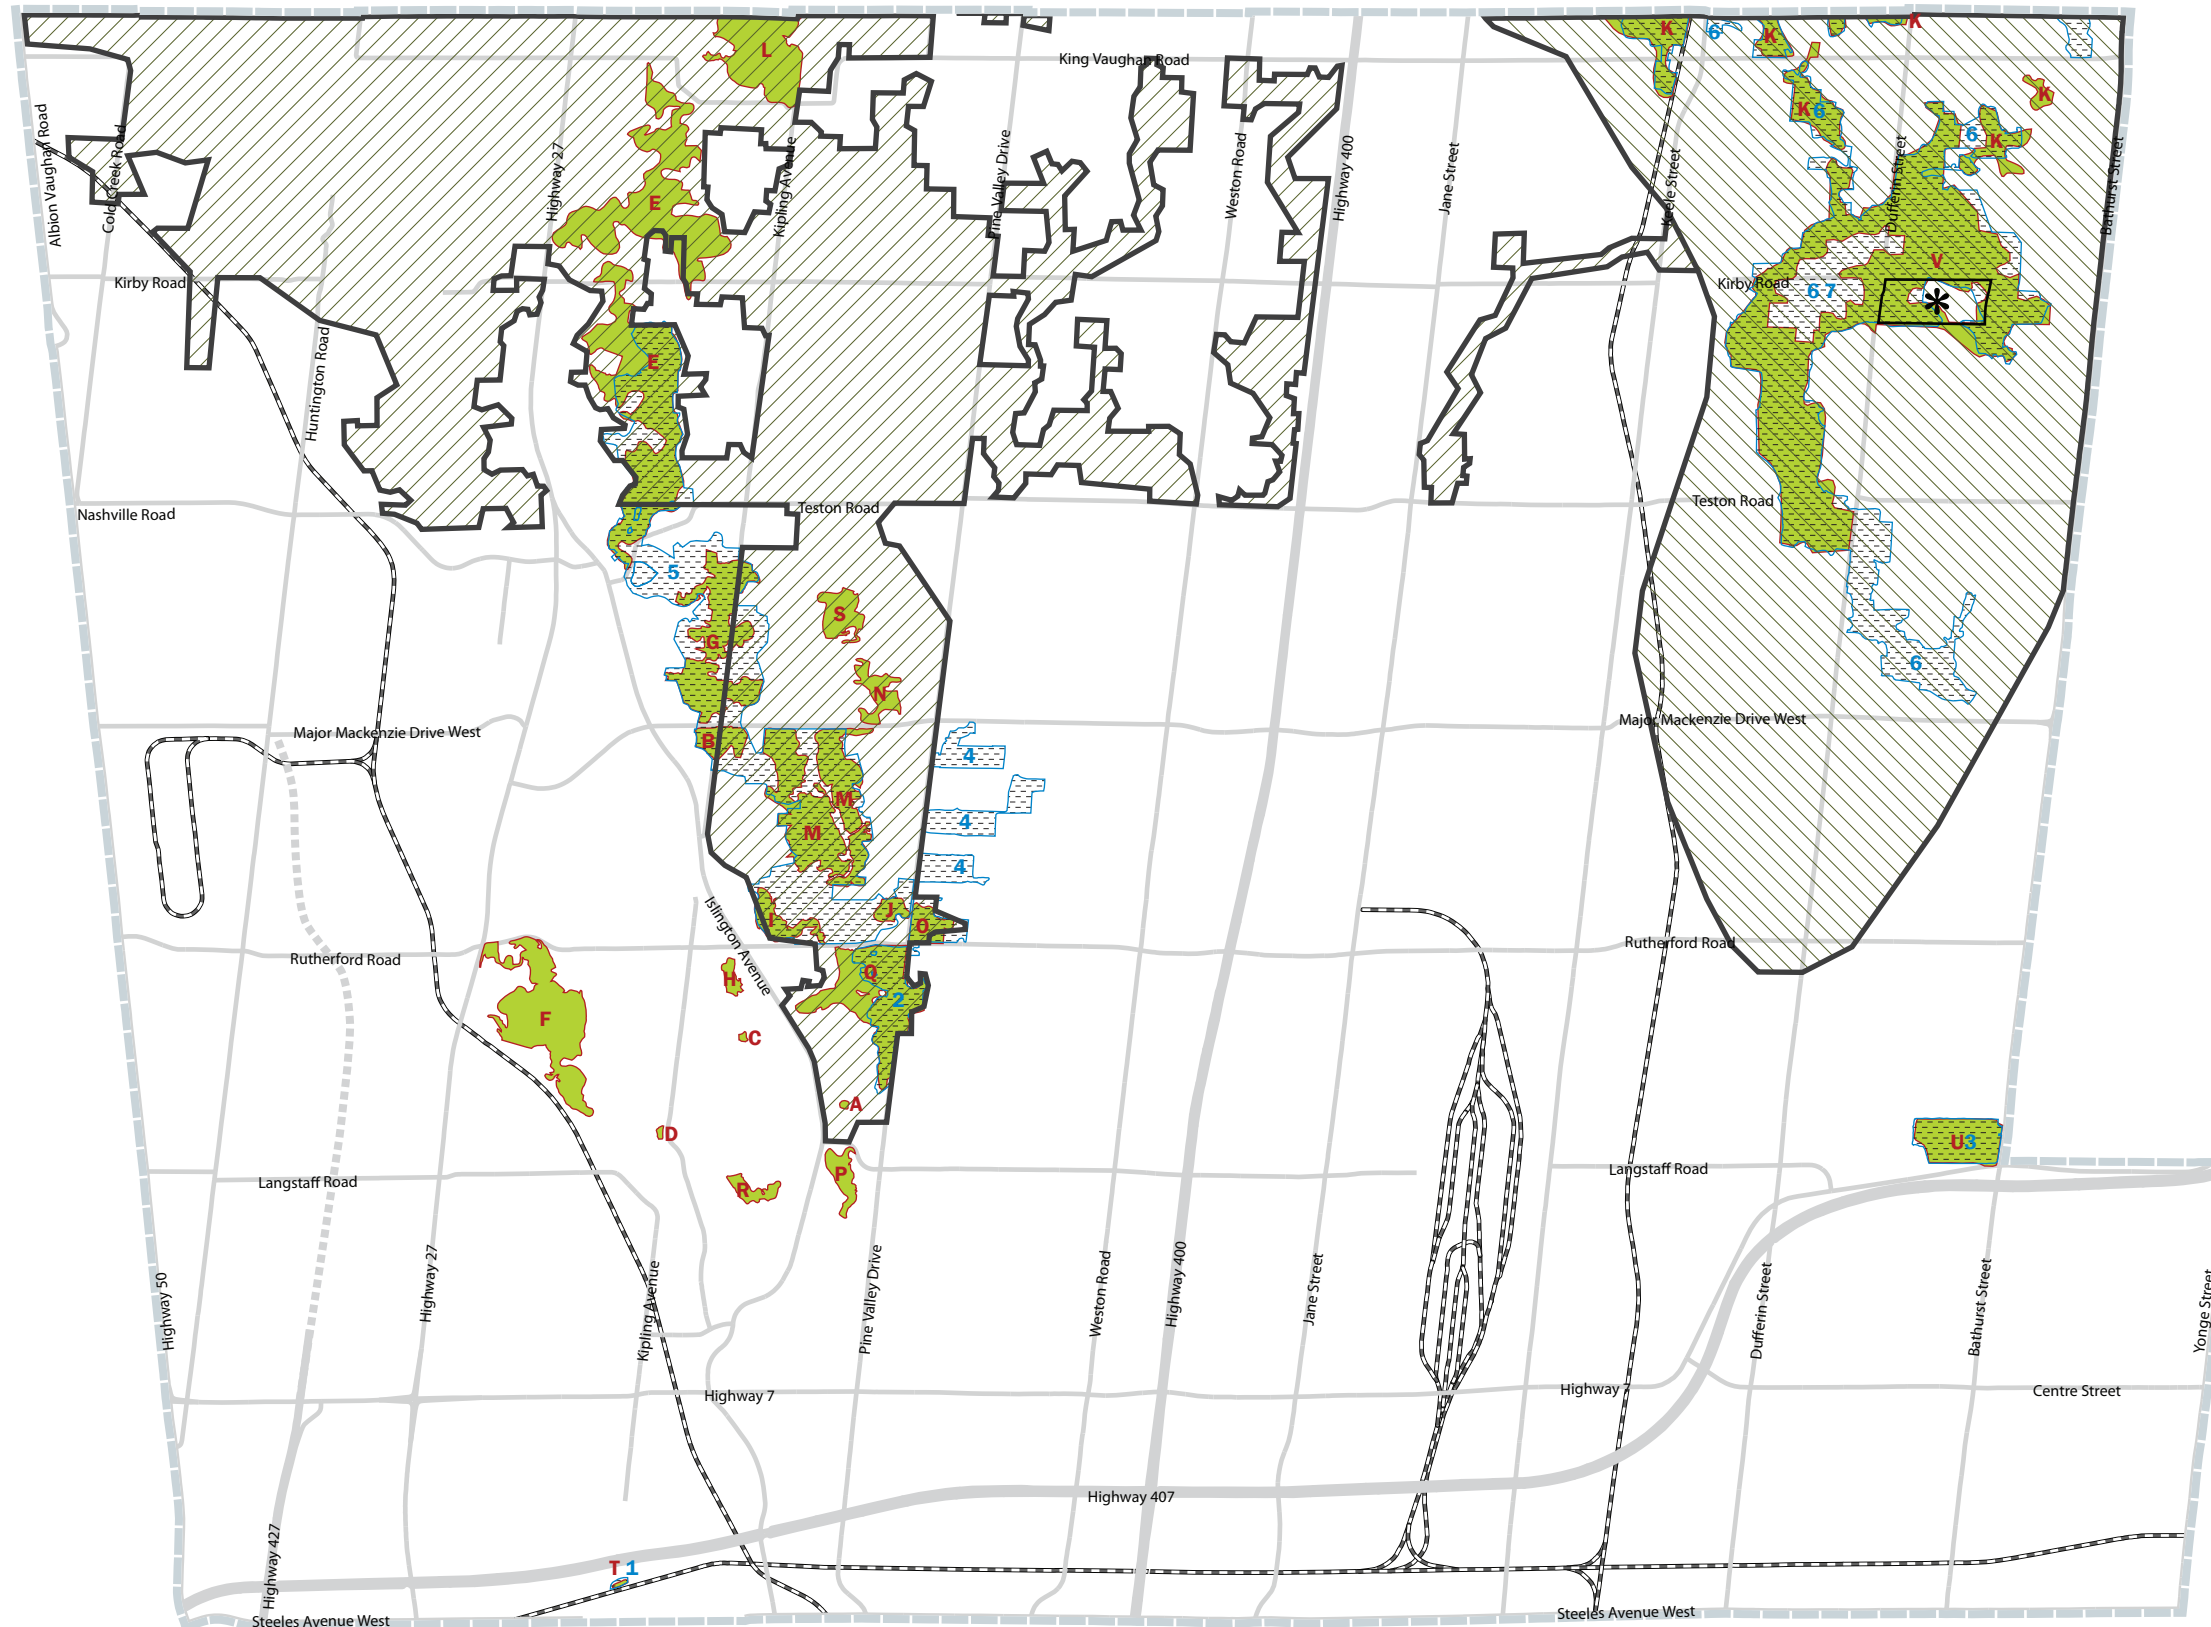 K
K
K
L
6
King Vaughan Road
K
K 6
6
K
Albion Vaughan Road
Cold Creek Road
Highway 27
Kipling Avenue
Pine Valley Drive
Weston Road
Highway 400
Jane Street
Keele Street
Dufferin Street
Bathurst Street
E
V
Kirby Road
Kirby Road
6 7
*
E
Huntington Road
Nashville Road
Teston Road
Teston Road
5
S
G
6
N
Major Mackenzie Drive West
Major Mackenzie Drive West
B
4
M
4
M
4
Islington Avenue
I
J
O
Rutherford Road
Rutherford Road
H
Q
2
F
C
A
D
U3
Langstaff Road
Langstaff Road
R
P
Highway 50
Highway 27
Kipling Avenue
Pine Valley Drive
Weston Road
Highway 400
Jane Street
Dufferin Street
Bathurst Street
Yonge Street
Highway 7
Highway 7
Centre Street
Highway 407
Highway 427
T 1
Steeles Avenue West
Steeles Avenue West